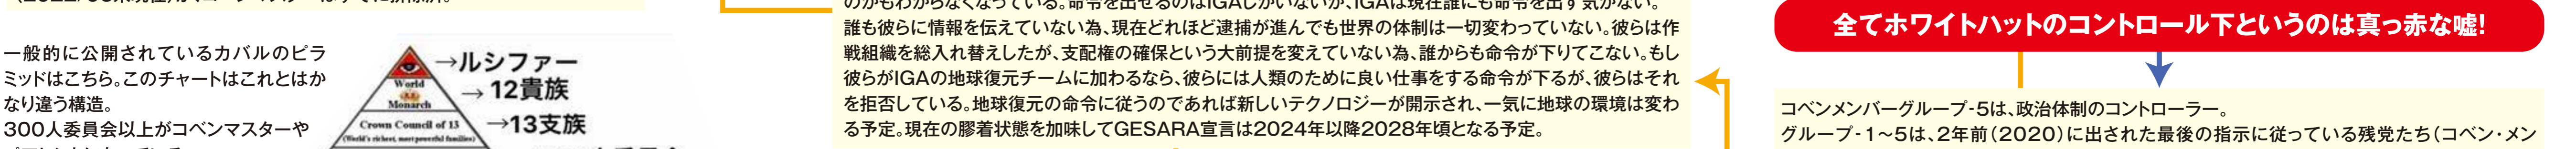 一般的に公開されているカバルのピラ
ミッドはこちら。このチャートはこれとはか
なり違う構造。
300人委員会以上がコベンマスターや
→ルシファー
World
Monarch
→ 12貴族
Crown Council of 13
(World's richest, most powerful families)
→13支族
のかもわからなくなっている。命令を出せるのはIGAしかいないが、IGAは現在誰にも命令を出す気がない。
誰も彼らに情報を伝えていない為、現在どれほど逮捕が進んでも世界の体制は一切変わっていない。彼らは作
戦組織を総入れ替えしたが、支配権の確保という大前提を変えていない為、誰からも命令が下りてこない。もし
彼らがIGAの地球復元チームに加わるなら、彼らには人類のために良い仕事をする命令が下るが、彼らはそれ
を拒否している。地球復元の命令に従うのであれば新しいテクノロジーが開示され、一気に地球の環境は変わ
る予定。現在の膠着状態を加味してGESARA宣言は2024年以降2028年頃となる予定。
全てホワイトハットのコントロール下というのは真っ赤な嘘!
コベンメンバーグループ-5は、政治体制のコントローラー。
グループ-1～5は、2年前(2020)に出された最後の指示に従っている残党たち(コベン・メン